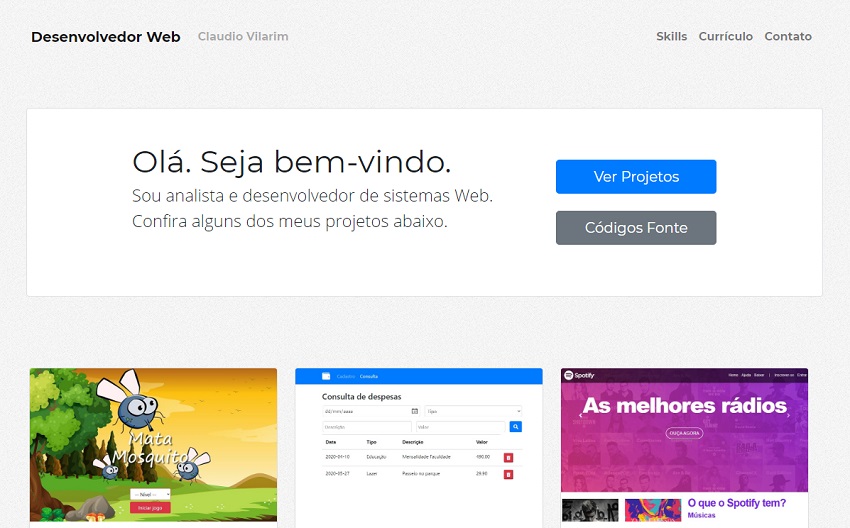 Desenvolvedor Web Claudio Vilarim Skills Currículo Contato
Olá. Seja bem-vindo.
Sou analista e desenvolvedor de sistemas Web.
Confira alguns dos meus projetos abaixo.
Ver Projetos
Códigos Fonte
Mata
Mosquito
--- Nível ---
Iniciar jogo
Cadastro Consulta
Consulta de despesas
dd/mm/aaaa Tipo
Descrição Valor
Data Tipo Descrição Valor
2020-04-10 Educação Mensalidade Faculdade
2020-05-27 Lazer Passeio no parque 29,90
Spotify Home Ajuda Baixar | Inscrever-se Entrar
As melhores rádios
OUÇA AGORA
O que o Spotify tem?
Músicas